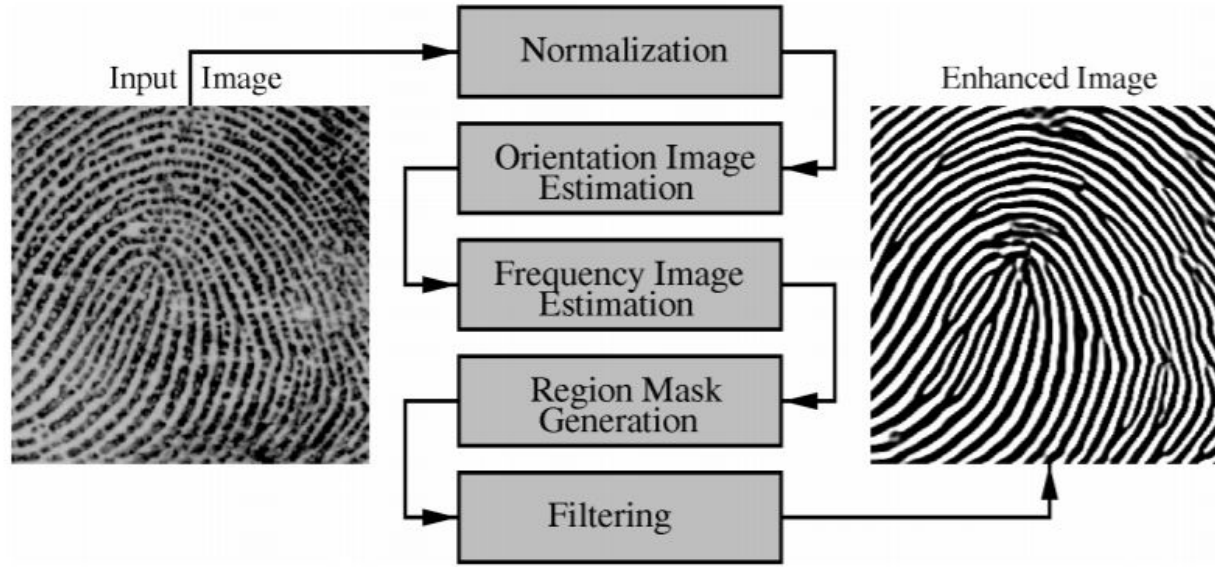 Input Image
Normalization
Enhanced Image
Orientation Image
Estimation
Frequency Image
Estimation
Region Mask
Generation
Filtering